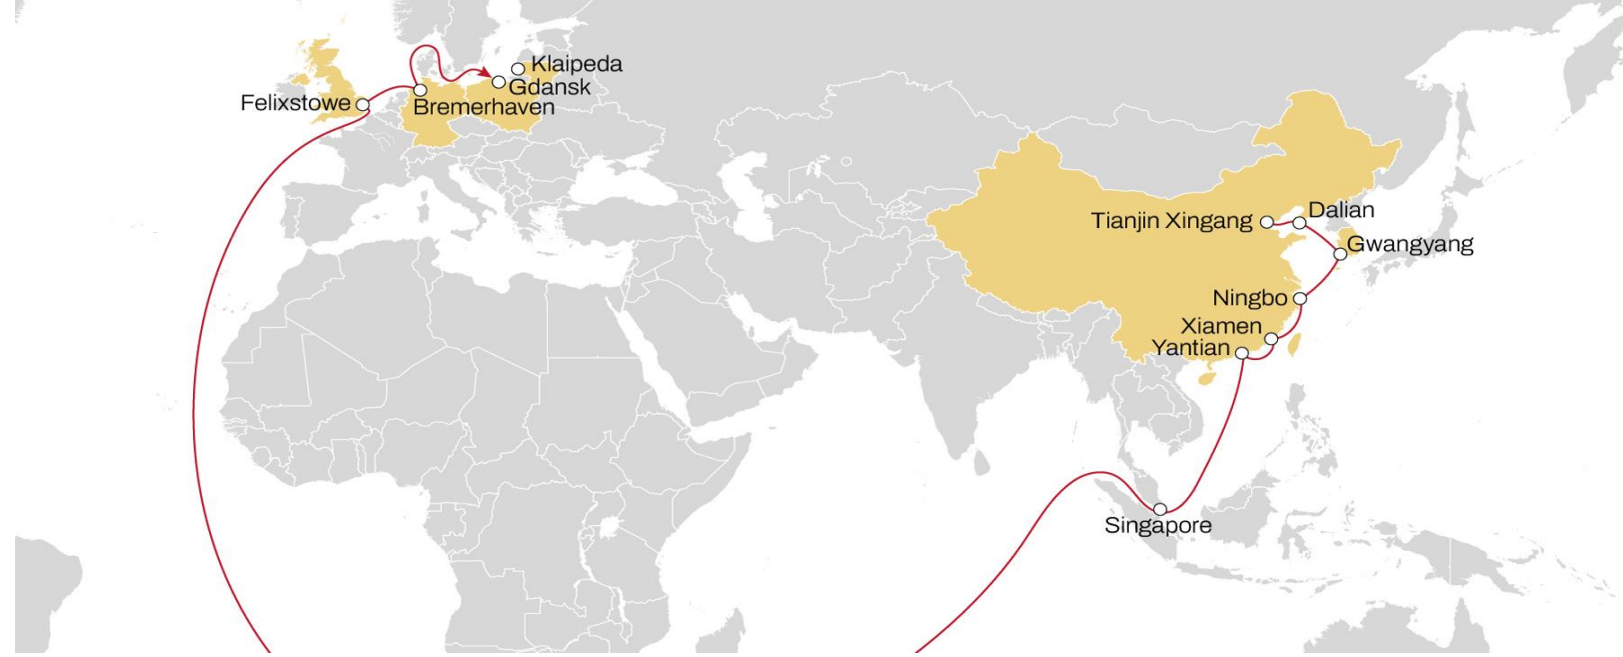 Klaipeda
Gdansk
Felixstowe
Bremerhaven
Tianjin Xingang
Dalian
Gwangyang
Ningbo
Xiamen
Yantian
Singapore